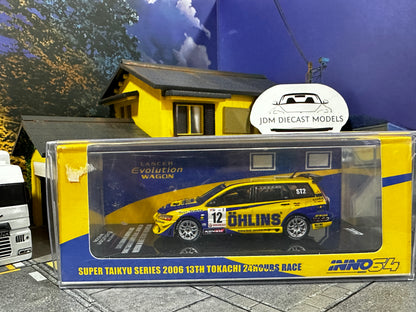 JDM DIECAST MODELS
LANCER
Evolution
WAGON
ST2
12
ÖHLINS
SUPER TAIKYU SERIES 2006 13TH TOKACHI 24HOURS RACE
INNO64